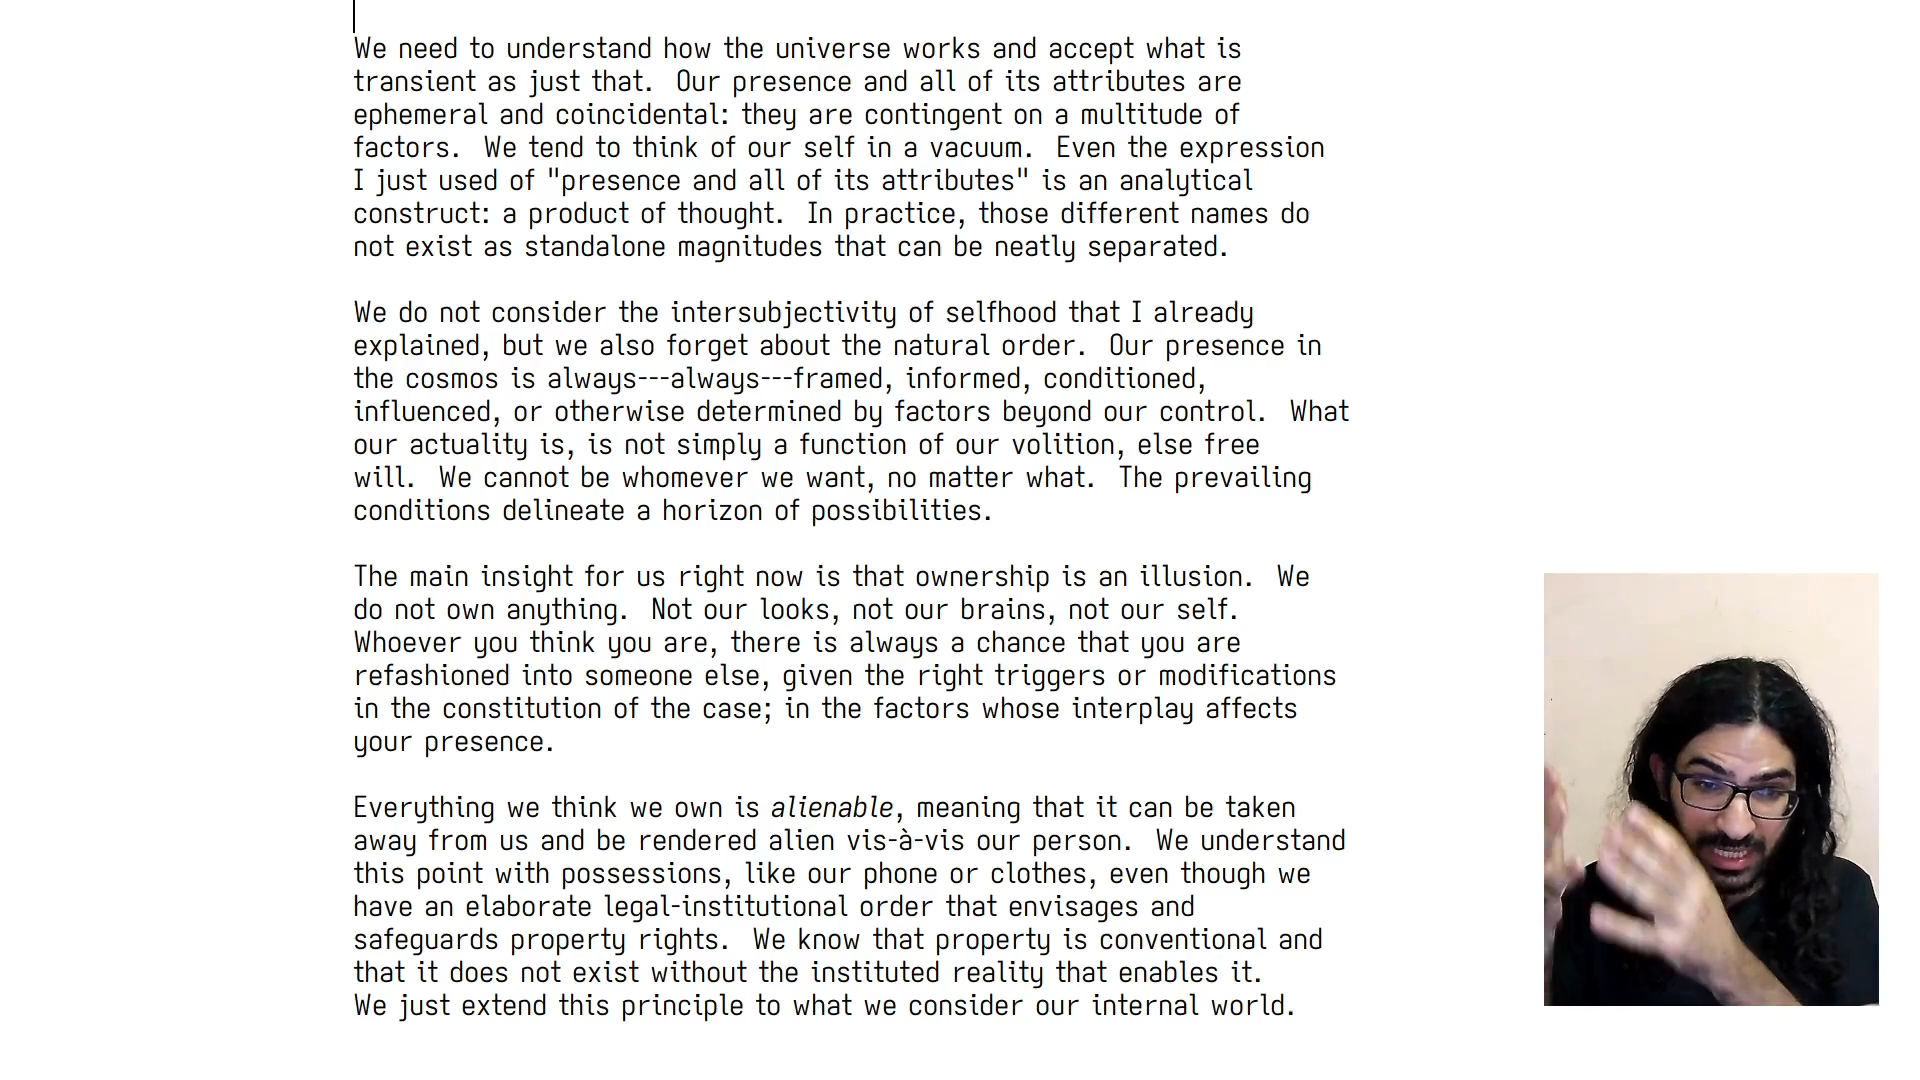 We need to understand how the universe works and accept what is
transient as just that.  Our presence and all of its attributes are
ephemeral and coincidental: they are contingent on a multitude of
factors.  We tend to think of our self in a vacuum.  Even the expression
I just used of "presence and all of its attributes" is an analytical
construct: a product of thought.  In practice, those different names do
not exist as standalone magnitudes that can be neatly separated.

We do not consider the intersubjectivity of selfhood that I already
explained, but we also forget about the natural order.  Our presence in
the cosmos is always---always---framed, informed, conditioned,
influenced, or otherwise determined by factors beyond our control.  What
our actuality is, is not simply a function of our volition, else free
will.  We cannot be whomever we want, no matter what.  The prevailing
conditions delineate a horizon of possibilities.

The main insight for us right now is that ownership is an illusion.  We
do not own anything.  Not our looks, not our brains, not our self.
Whoever you think you are, there is always a chance that you are
refashioned into someone else, given the right triggers or modifications
in the constitution of the case; in the factors whose interplay affects
your presence.

Everything we think we own is alienable, meaning that it can be taken
away from us and be rendered alien vis-à-vis our person.  We understand
this point with possessions, like our phone or clothes, even though we
have an elaborate legal-institutional order that envisages and
safeguards property rights.  We know that property is conventional and
that it does not exist without the instituted reality that enables it.
We just extend this principle to what we consider our internal world.